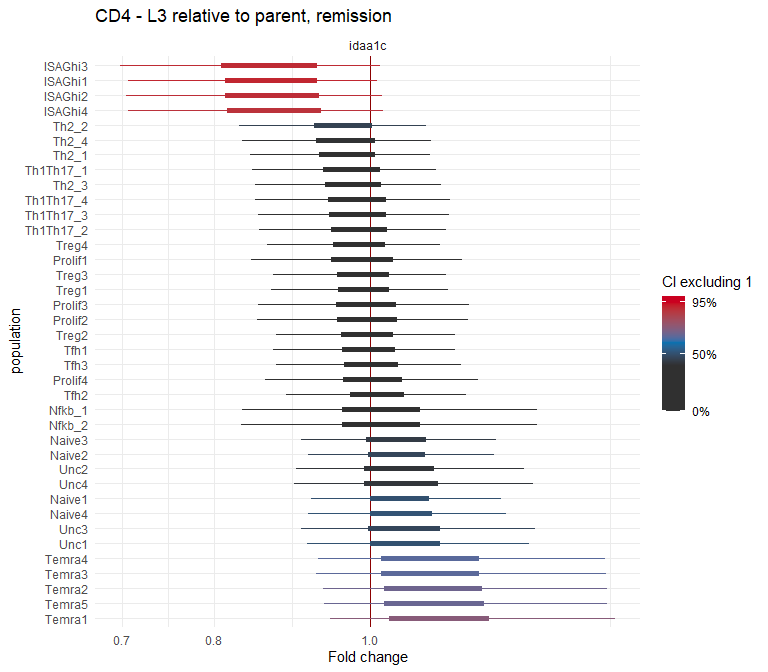 CD4 - L3 relative to parent, remission
idaa1c
ISAGhi3
ISAGhi1
ISAGhi2
ISAGhi4
Th2_2
Th2_4
Th2_1
Th1Th17_1
Th2_3
Th1Th17_4
Th1Th17_3
Th1Th17_2
Treg4
Prolif1
Treg3
Treg1
Prolif3
Prolif2
Treg2
Tfh1
Tfh3
Prolif4
Tfh2
Nfkb_1
Nfkb_2
Naive3
Naive2
Unc2
Unc4
Naive1
Naive4
Unc3
Unc1
Temra4
Temra3
Temra2
Temra5
Temra1
population
0.7 0.8 1.0
Fold change
CI excluding 1
95%
50%
0%